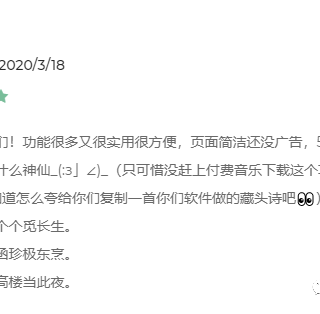 2020/3/18
们！功能很多又很实用很方便，页面简洁还没广告，
什么神仙_(:з」∠)_（只可惜没赶上付费音乐下载这个
道怎么夸给你们复制一首你们软件做的藏头诗吧👀）
个个觅长生。
函珍极东烹。
高楼当此夜。